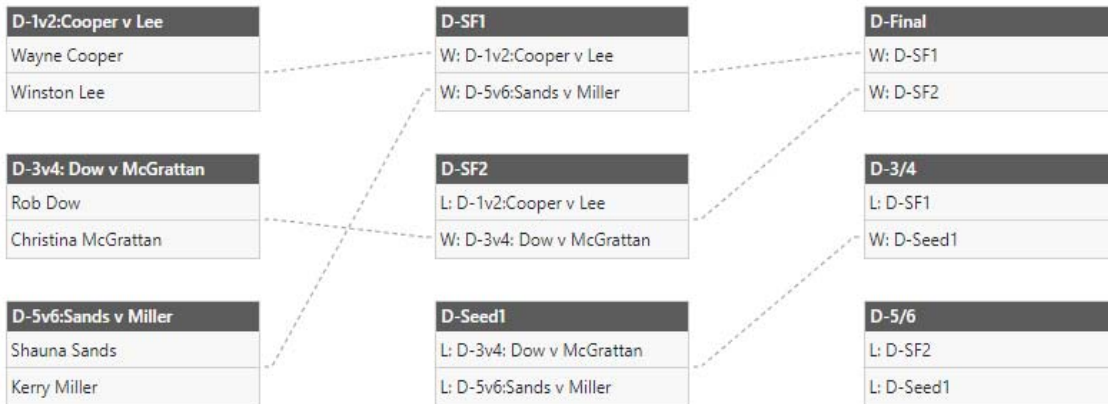 D-1v2:Cooper v Lee
Wayne Cooper
Winston Lee
D-3v4: Dow v McGrattan
Rob Dow
Christina McGrattan
D-5v6:Sands v Miller
Shauna Sands
Kerry Miller
D-SF1
W: D-1v2:Cooper v Lee
W: D-5v6:Sands v Miller
D-SF2
L: D-1v2:Cooper v Lee
W: D-3v4: Dow v McGrattan
D-Seed1
L: D-3v4: Dow v McGrattan
L: D-5v6:Sands v Miller
D-Final
W: D-SF1
W: D-SF2
D-3/4
L: D-SF1
W: D-Seed1
D-5/6
L: D-SF2
L: D-Seed1